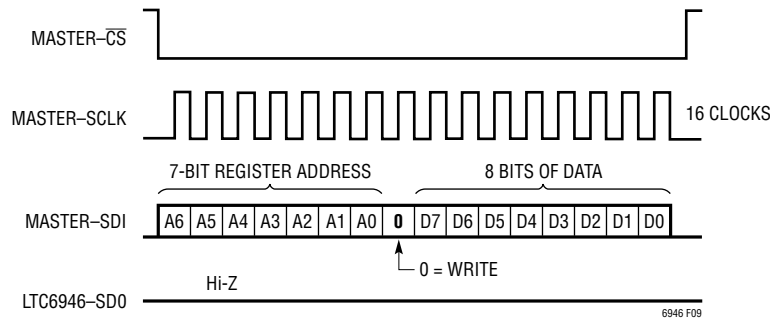 MASTER–CS
MASTER–SCLK
16 CLOCKS
7-BIT REGISTER ADDRESS
8 BITS OF DATA
MASTER–SDI
A6 A5 A4 A3 A2 A1 A0 0 D7 D6 D5 D4 D3 D2 D1 D0
0 = WRITE
Hi-Z
LTC6946–SD0
6946 F09